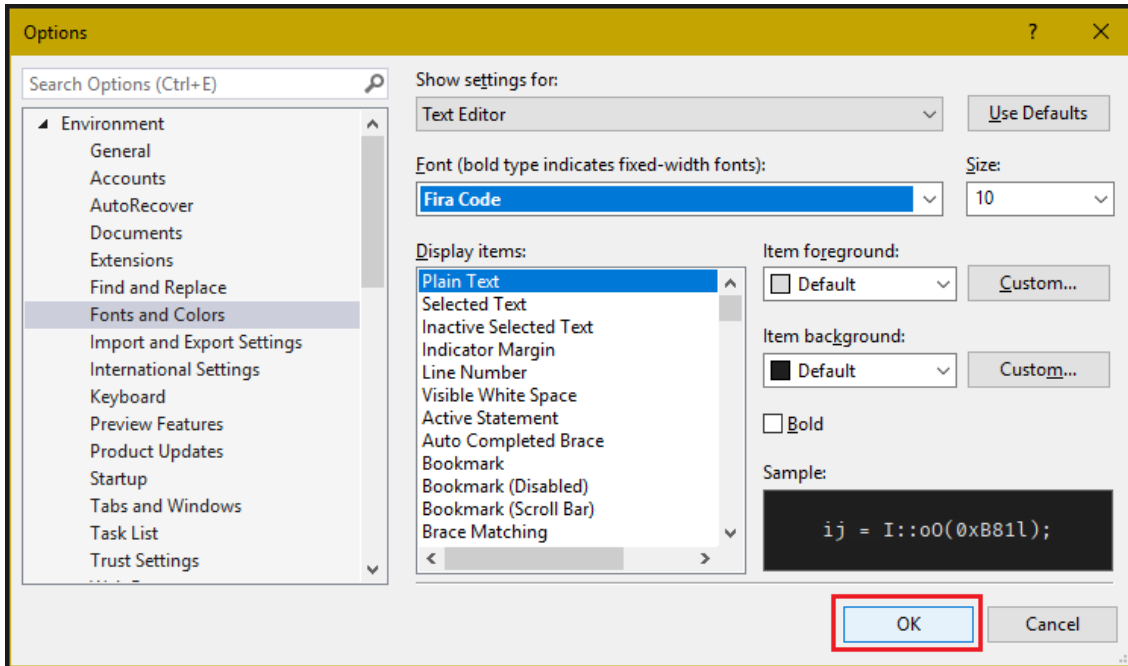 Options
?
Search Options (Ctrl+E)
Environment
General
Accounts
AutoRecover
Documents
Extensions
Find and Replace
Fonts and Colors
Import and Export Settings
International Settings
Keyboard
Preview Features
Product Updates
Startup
Tabs and Windows
Task List
Trust Settings
Show settings for:
Text Editor
Use Defaults
Font (bold type indicates fixed-width fonts):
Size:
Fira Code
10
Display items:
Plain Text
Selected Text
Inactive Selected Text
Indicator Margin
Line Number
Visible White Space
Active Statement
Auto Completed Brace
Bookmark
Bookmark (Disabled)
Bookmark (Scroll Bar)
Brace Matching
Item foreground:
Default
Custom...
Item background:
Default
Custom...
Bold
Sample:
ij = I::oO(0xB81l);
OK
Cancel